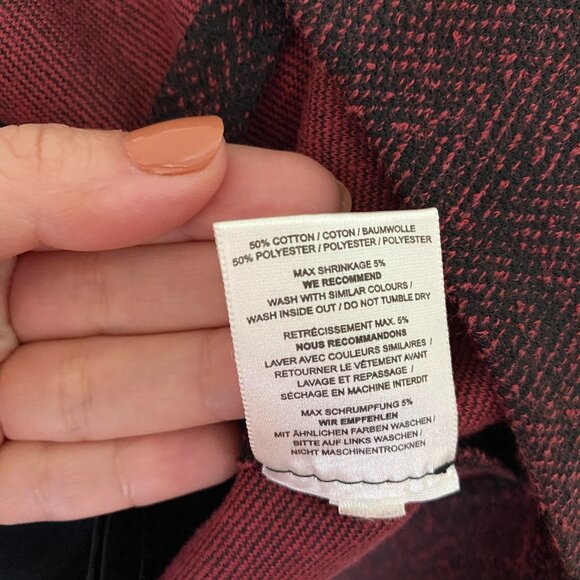 50% COTTON / COTON / BAUMWOLLE
50% POLYESTER / POLYESTER / POLYESTER
MAX SHRINKAGE 5%
WE RECOMMEND
WASH WITH SIMILAR COLOURS /
WASH INSIDE OUT / DO NOT TUMBLE DRY
RETRÉCISSEMENT MAX. 5%
NOUS RECOMMANDONS
LAVER AVEC COULEURS SIMILAIRES /
RETOURNER LE VÊTEMENT AVANT
LAVAGE ET REPASSAGE /
SÉCHAGE EN MACHINE INTERDIT
MAX SCHRUMPFUNG 5%
WIR EMPFEHLEN
MIT ÄHNLICHEN FARBEN WASCHEN /
BITTE AUF LINKS WASCHEN /
NICHT MASCHINENTROCKNEN